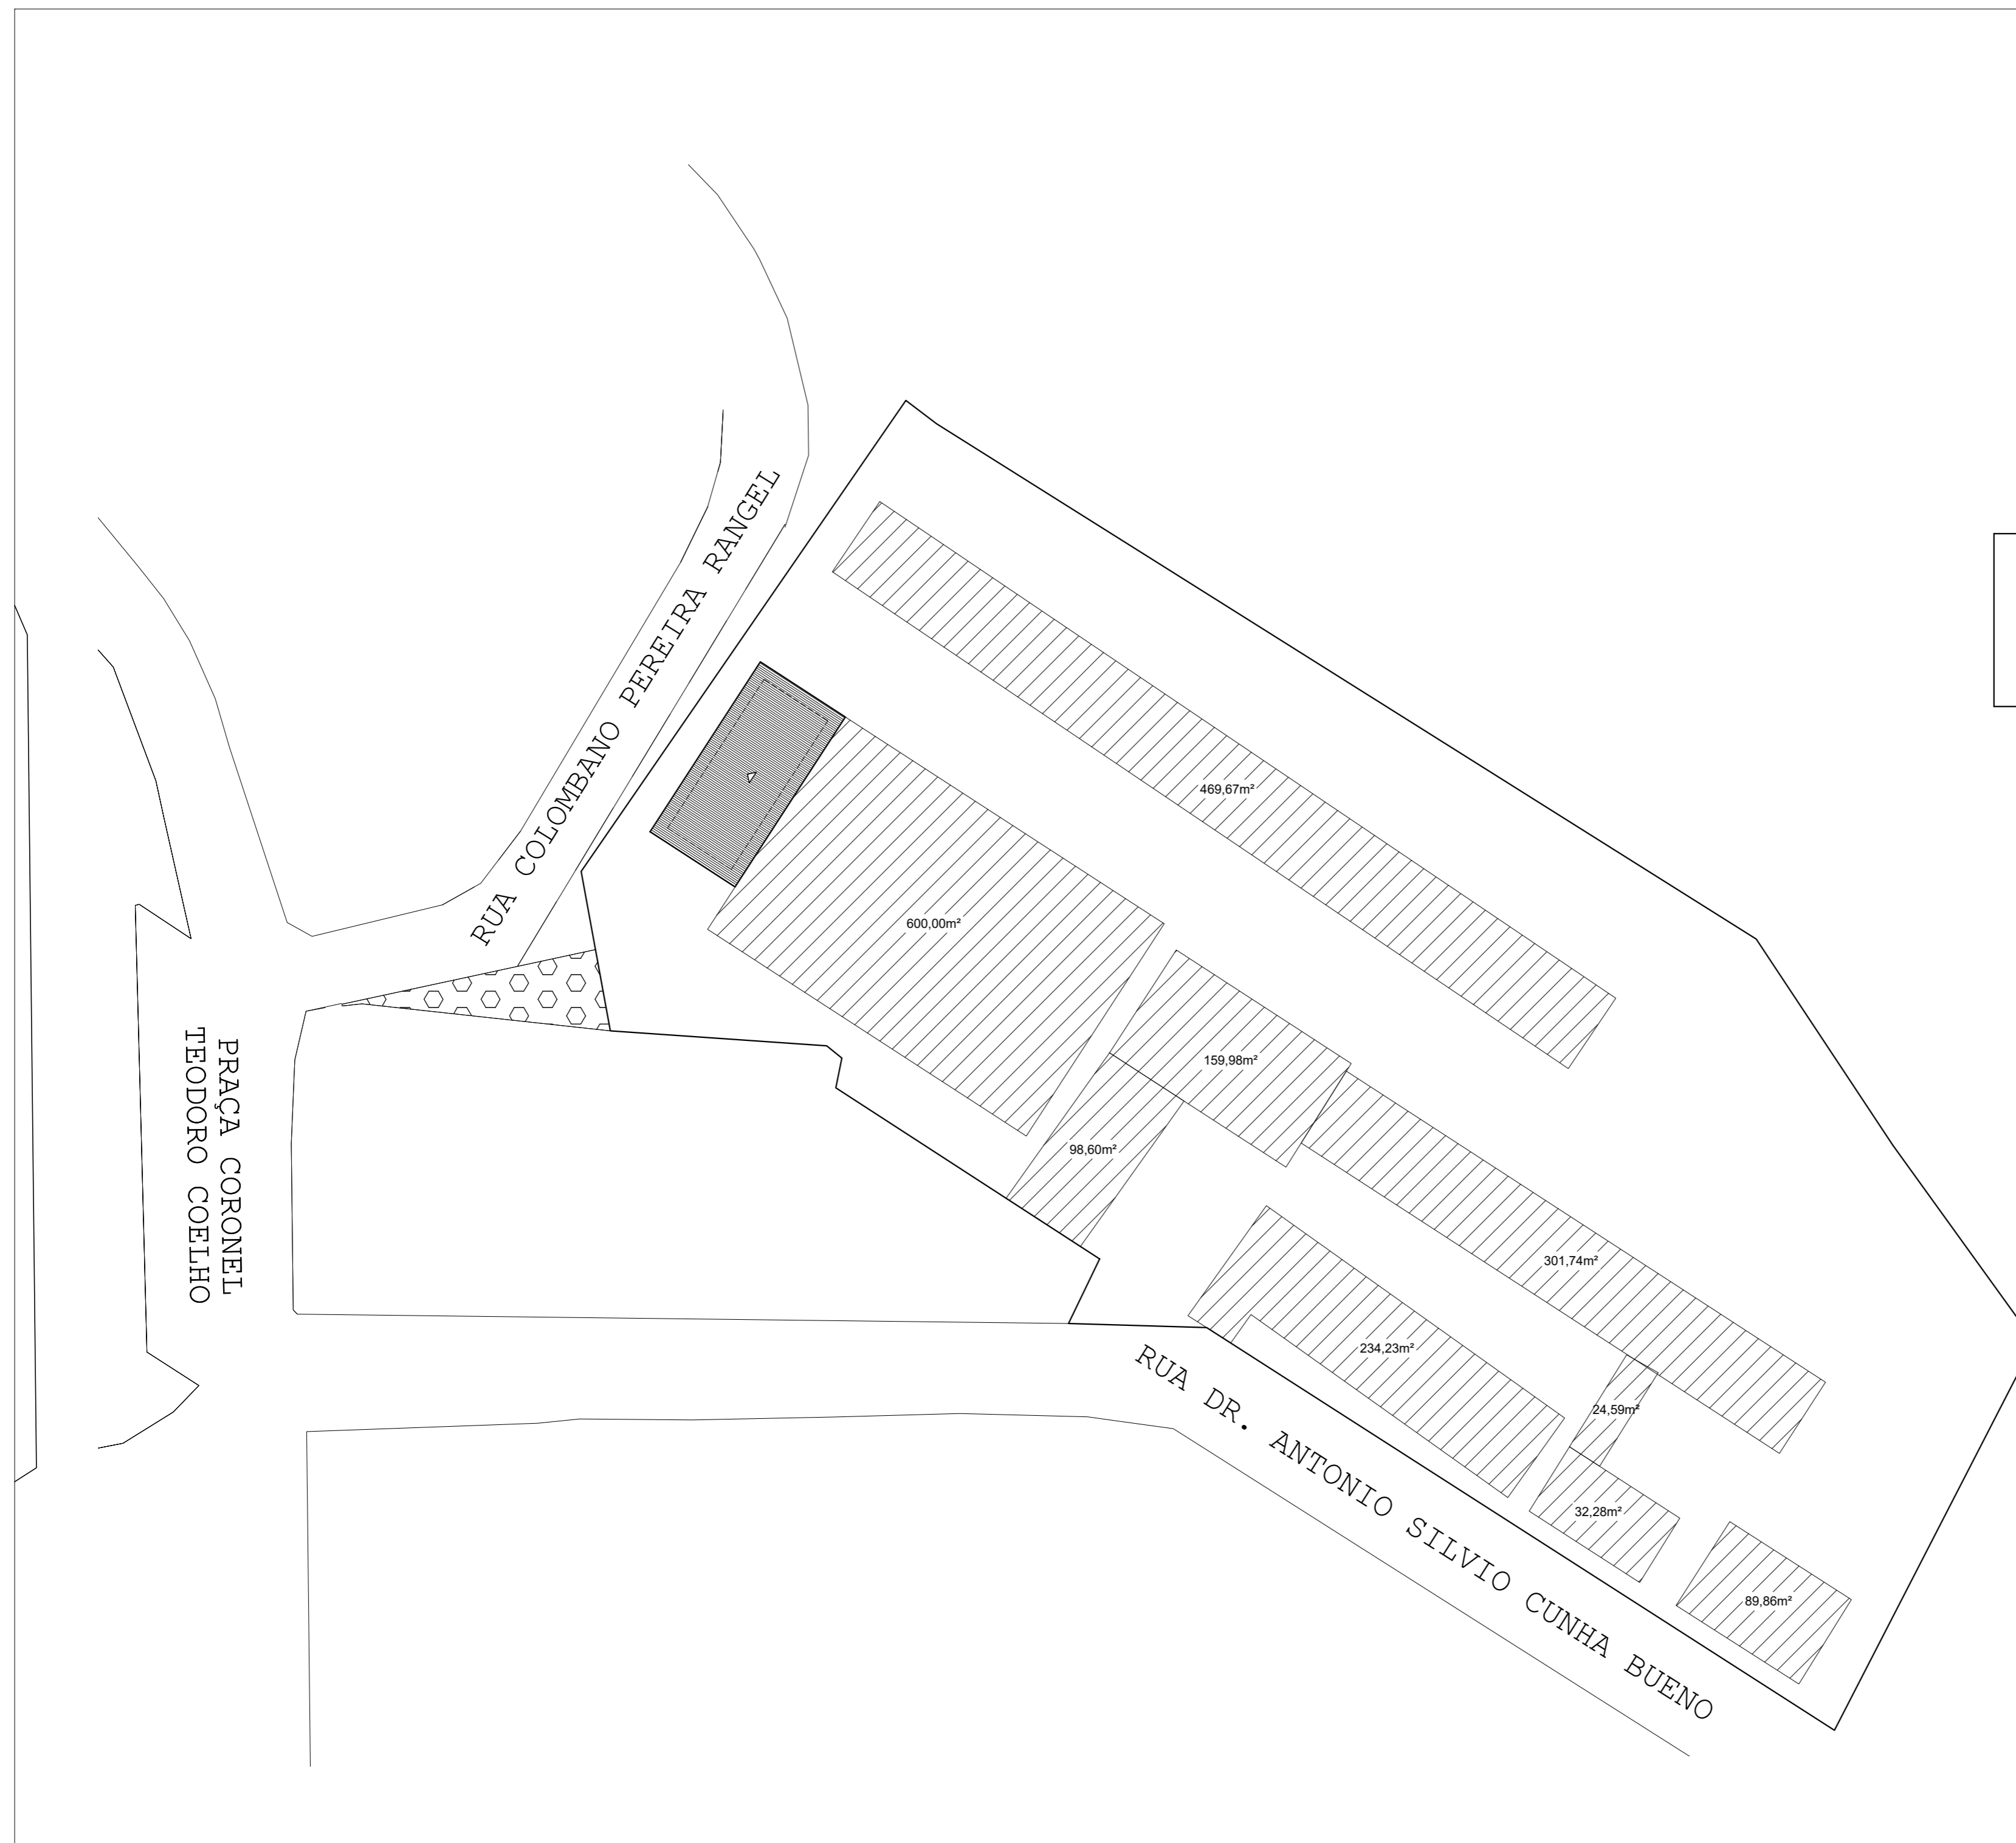 RUA COLOMBANO PEREIRA RANGEL
469,67m²
600,00m²
PRAÇA CORONEL
TEODORO COELHO
159,98m²
98,60m²
301,74m²
234,23m²
24,59m²
RUA DR. ANTONIO SILVIO CUNHA BUENO
32,28m²
89,86m²